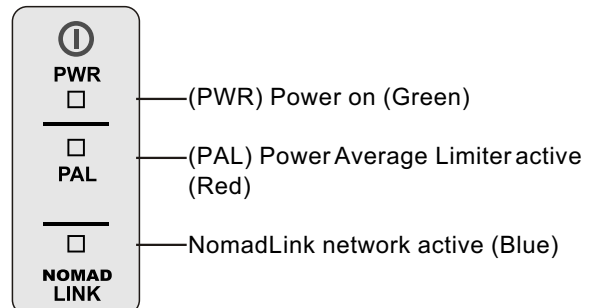 PWR
(PWR) Power on (Green)
(PAL) Power Average Limiter active
(Red)
PAL
NomadLink network active (Blue)
NOMAD
LINK